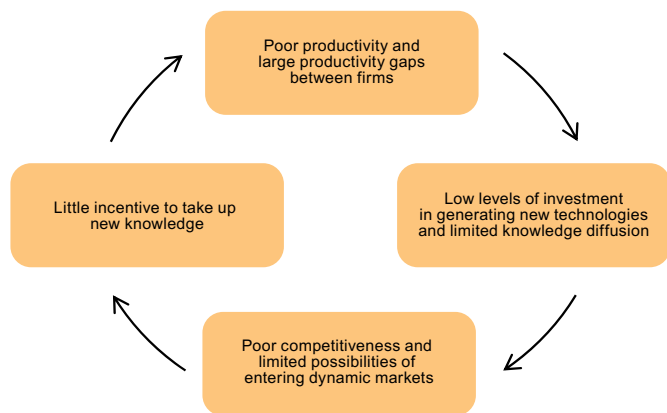 Poor productivity and
large productivity gaps
between firms
Little incentive to take up
new knowledge
Low levels of investment
in generating new technologies
and limited knowledge diffusion
Poor competitiveness and
limited possibilities of
entering dynamic markets